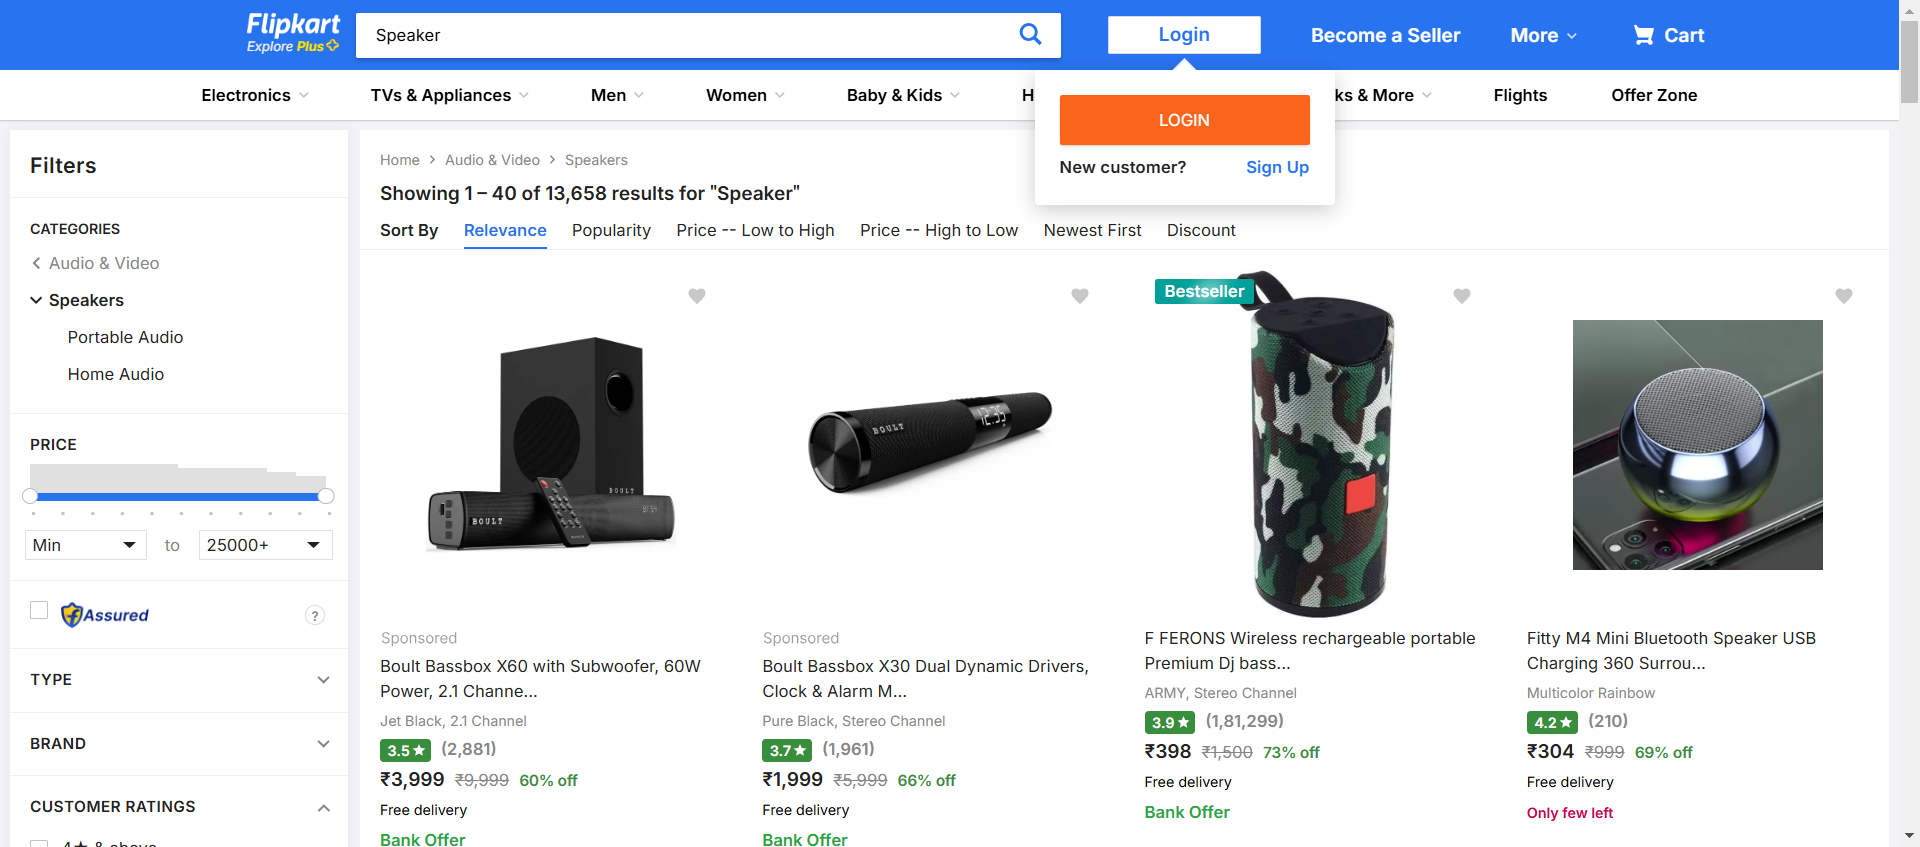 Flipkart
Explore Plus
Speaker
Login
Become a Seller
More
Cart
Electronics
TVs & Appliances
Men
Women
Baby & Kids
H
ks & More
Flights
Offer Zone
LOGIN
New customer?
Sign Up
Filters
CATEGORIES
Audio & Video
Speakers
Portable Audio
Home Audio
PRICE
Min
to
25000+
Assured
?
TYPE
BRAND
CUSTOMER RATINGS
4★ & above
Home > Audio & Video > Speakers
Showing 1 – 40 of 13,658 results for "Speaker"
Sort By Relevance Popularity Price -- Low to High Price -- High to Low Newest First Discount
BOULT
BOULT
Sponsored
Boult Bassbox X60 with Subwoofer, 60W
Power, 2.1 Channe...
Jet Black, 2.1 Channel
3.5★ (2,881)
₹3,999 ₹9,999 60% off
Free delivery
Bank Offer
BOULT
12:35
Sponsored
Boult Bassbox X30 Dual Dynamic Drivers,
Clock & Alarm M...
Pure Black, Stereo Channel
3.7★ (1,961)
₹1,999 ₹5,999 66% off
Free delivery
Bank Offer
Bestseller
F FERONS Wireless rechargeable portable
Premium Dj bass...
ARMY, Stereo Channel
3.9★ (1,81,299)
₹398 ₹1,500 73% off
Free delivery
Bank Offer
Fitty M4 Mini Bluetooth Speaker USB
Charging 360 Surrou...
Multicolor Rainbow
4.2★ (210)
₹304 ₹999 69% off
Free delivery
Only few left